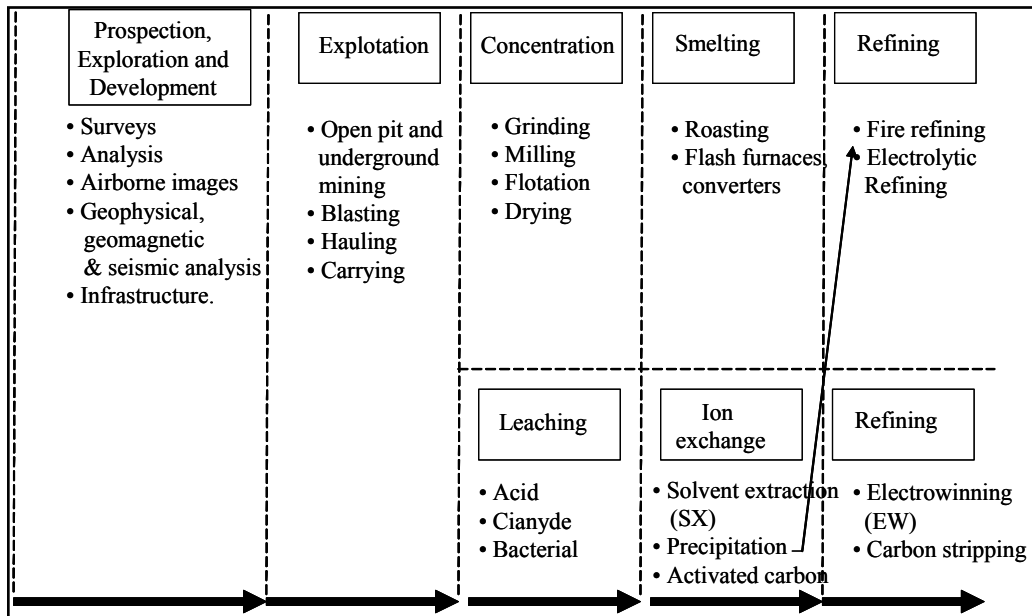 Prospection,
Exploration and
Development
• Surveys
• Analysis
• Airborne images
• Geophysical,
geomagnetic
& seismic analysis
• Infrastructure.
Explotation
• Open pit and
underground
mining
• Blasting
• Hauling
• Carrying
Concentration
• Grinding
• Milling
• Flotation
• Drying
Smelting
• Roasting
• Flash furnaces,
converters
Refining
• Fire refining
• Electrolytic
Refining
Leaching
• Acid
• Cianyde
• Bacterial
Ion
exchange
• Solvent extraction
(SX)
• Precipitation
• Activated carbon
Refining
• Electrowinning
(EW)
• Carbon stripping